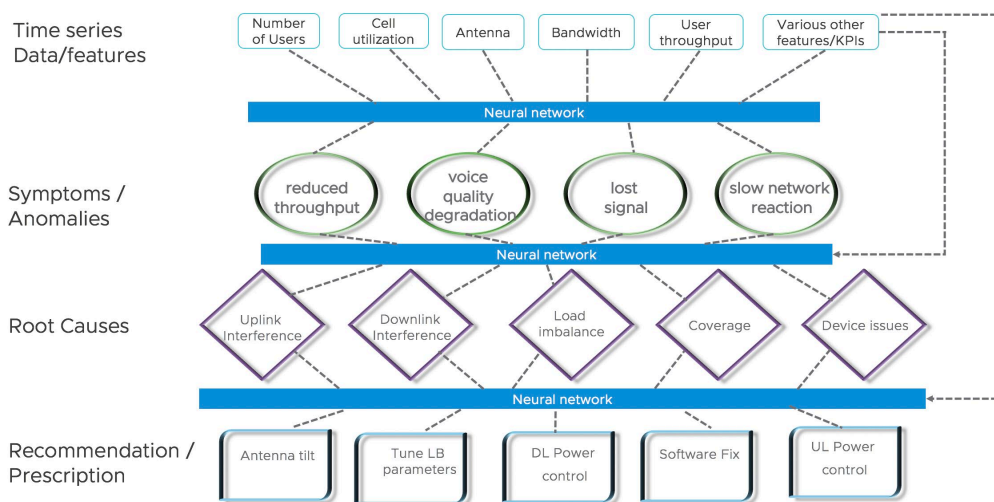 Time series
Data/features
Number
of Users
Cell
utilization
Antenna
Bandwidth
User
throughput
Various other
features/KPIs
Neural network
Symptoms /
Anomalies
reduced
throughput
voice
quality
degradation
lost
signal
slow network
reaction
Neural network
Root Causes
Uplink
Interference
Downlink
Interference
Load
imbalance
Coverage
Device issues
Neural network
Recommendation /
Prescription
Antenna tilt
Tune LB
parameters
DL Power
control
Software Fix
UL Power
control